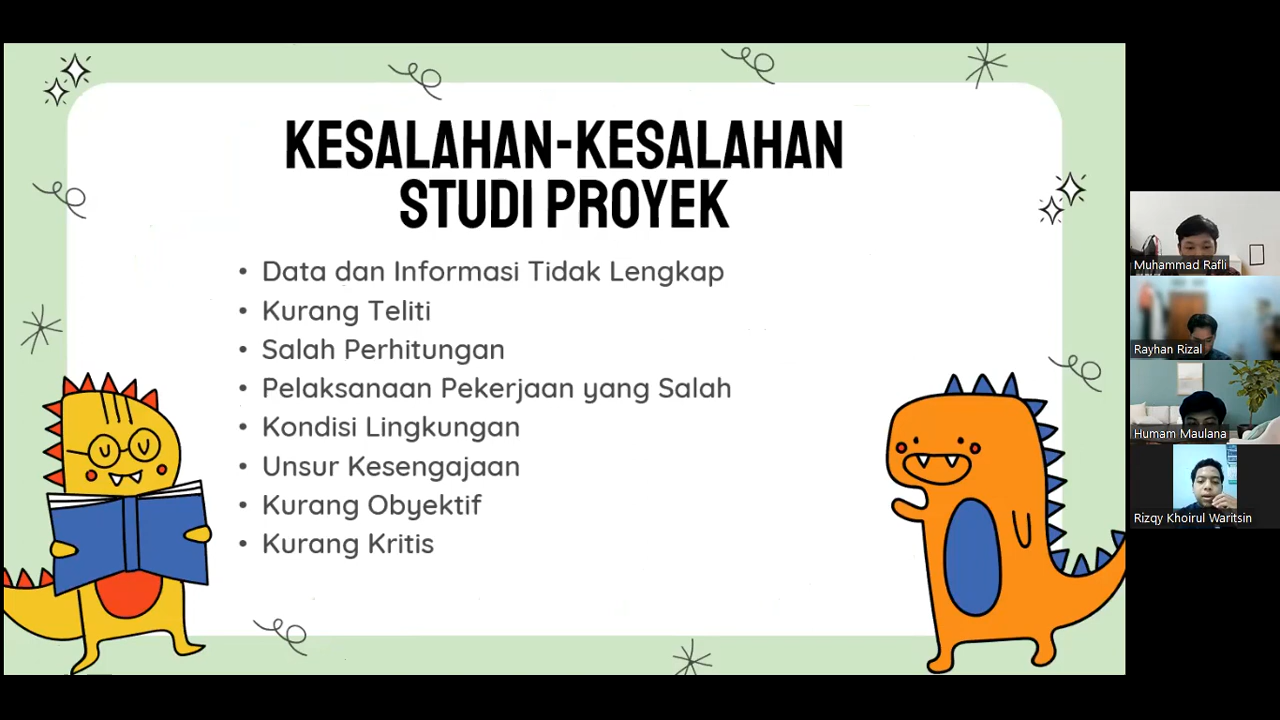 KESALAHAN-KESALAHAN
STUDI PROYEK
• Data dan Informasi Tidak Lengkap
• Kurang Teliti
• Salah Perhitungan
• Pelaksanaan Pekerjaan yang Salah
• Kondisi Lingkungan
• Unsur Kesengajaan
• Kurang Obyektif
• Kurang Kritis
Muhammad Rafli
Rayhan Rizal
Humam Maulana
Rizqy Khoirul Waritsin